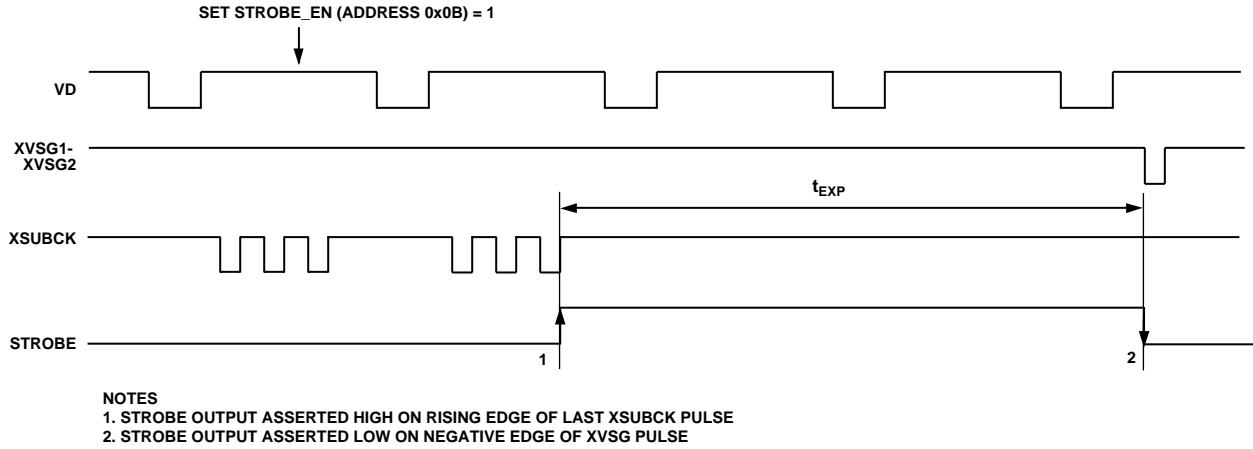 SET STROBE_EN (ADDRESS 0x0B) = 1
VD
XVSG1-
XVSG2
tEXP
XSUBCK
STROBE
1
2
NOTES
1. STROBE OUTPUT ASSERTED HIGH ON RISING EDGE OF LAST XSUBCK PULSE
2. STROBE OUTPUT ASSERTED LOW ON NEGATIVE EDGE OF XVSG PULSE